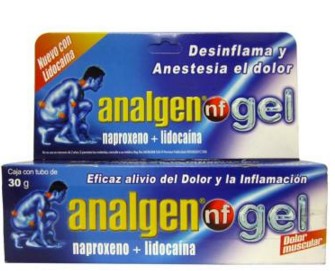 Nuevo con
Lidocaína
Desinflama y
Anestesia el dolor
analgen nf gel
naproxeno + lidocaína
Caja con tubo de
30 g
Eficaz alivio del Dolor y la Inflamación
analgen® nf gel
naproxeno + lidocaína
Dolor
muscular